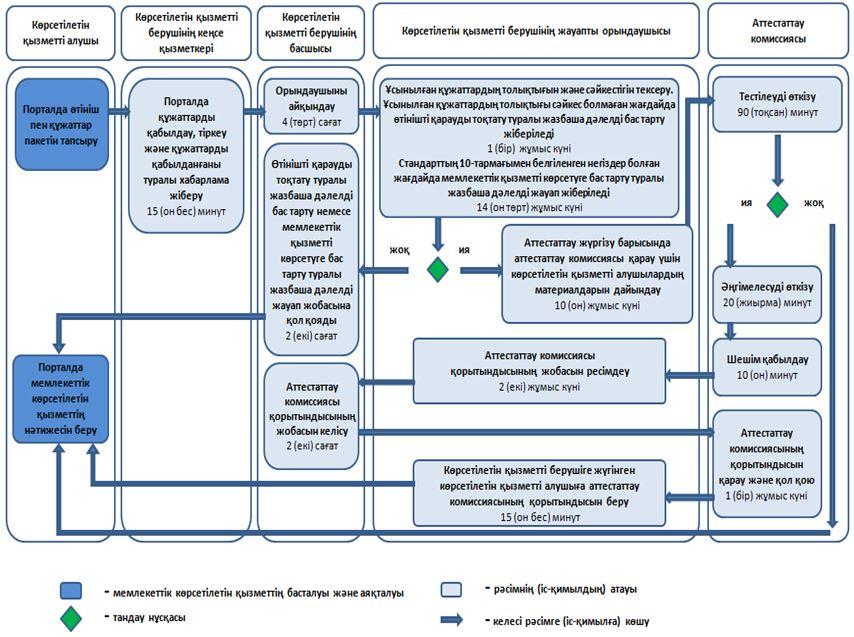 Көрсетілетін
қызметті алушы
Көрсетілетін қызметті
берушінің кеңсе
қызметкері
Көрсетілетін
қызметті берушінің
басшысы
Көрсетілетін қызметті берушінің жауапты орындаушысы
Аттестаттау
комиссиясы
Порталда өтініш
пен құжаттар
пакетін тапсыру
Порталда
құжаттарды
қабылдау, тіркеу
және құжаттарды
қабылданғаны
туралы хабарлама
жіберу
15 (он бес) минут
Орындаушыны
айқындау
4 (төрт) сағат
Ұсынылған құжаттардың толықтығын және сәйкестігін тексеру.
Ұсынылған құжаттардың толықтығы сәйкес болмаған жағдайда
өтінішті қарауды тоқтату туралы жазбаша дәлелді бас тарту
жіберіледі
1 (бір) жұмыс күні
Стандарттың 10-тармағымен белгіленген негіздер болған
жағдайда мемлекеттік қызметті көрсетуге бас тарту туралы
жазбаша дәлелді жауап жіберіледі
14 (он төрт) жұмыс күні
Тестілеуді өткізу
90 (тоқсан) минут
Өтінішті қарауды
тоқтату туралы
жазбаша дәлелді
бас тарту немесе
мемлекеттік
қызметті
көрсетуге бас
тарту туралы
жазбаша дәлелді
жауап жобасына
қол қояды
2 (екі) сағат
жоқ
ия
Аттестаттау жүргізу барысында
аттестаттау комиссиясы қарау үшін
көрсетілетін қызметті алушылардың
материалдарын дайындау
10 (он) жұмыс күні
ия
жоқ
Әңгімелесуді өткізу
20 (жиырма) минут
Порталда
мемлекеттік
көрсетілетін
қызметтің
нәтижесін беру
Аттестаттау комиссиясы
қорытындысының жобасын ресімдеу
2 (екі) жұмыс күні
Шешім қабылдау
10 (он) минут
Аттестаттау
комиссиясы
қорытындысының
жобасын келісу
2 (екі) сағат
Аттестаттау
комиссиясының
қорытындысын
қарау және қол қою
1 (бір) жұмыс күні
Көрсетілетін қызметті берушіге жүгінген
көрсетілетін қызметті алушыға аттестаттау
комиссиясының қорытындысын беру
15 (он бес) минут
- мемлекеттік көрсетілетін қызметтің басталуы және аяқталуы
- рәсімнің (іс-қимылдың) атауы
- таңдау нұсқасы
- келесі рәсімге (іс-қимылға) көшу